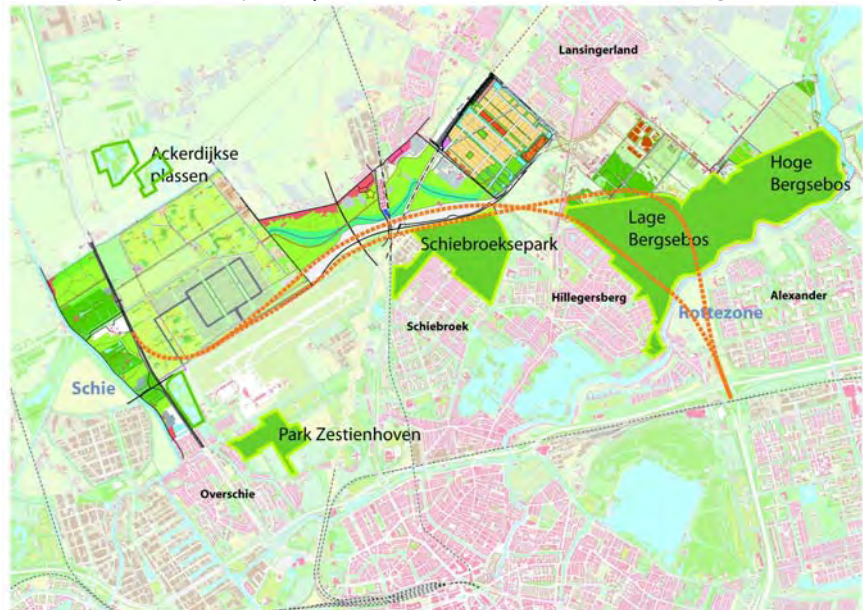 Lansingerland
Ackerdijkse
plassen
Hoge
Bergsebos
Lage
Bergsebos
Schiebroeksepark
Hillegersberg
Alexander
Rottezone
Schiebroek
Schie
Park Zestienhoven
Overschie